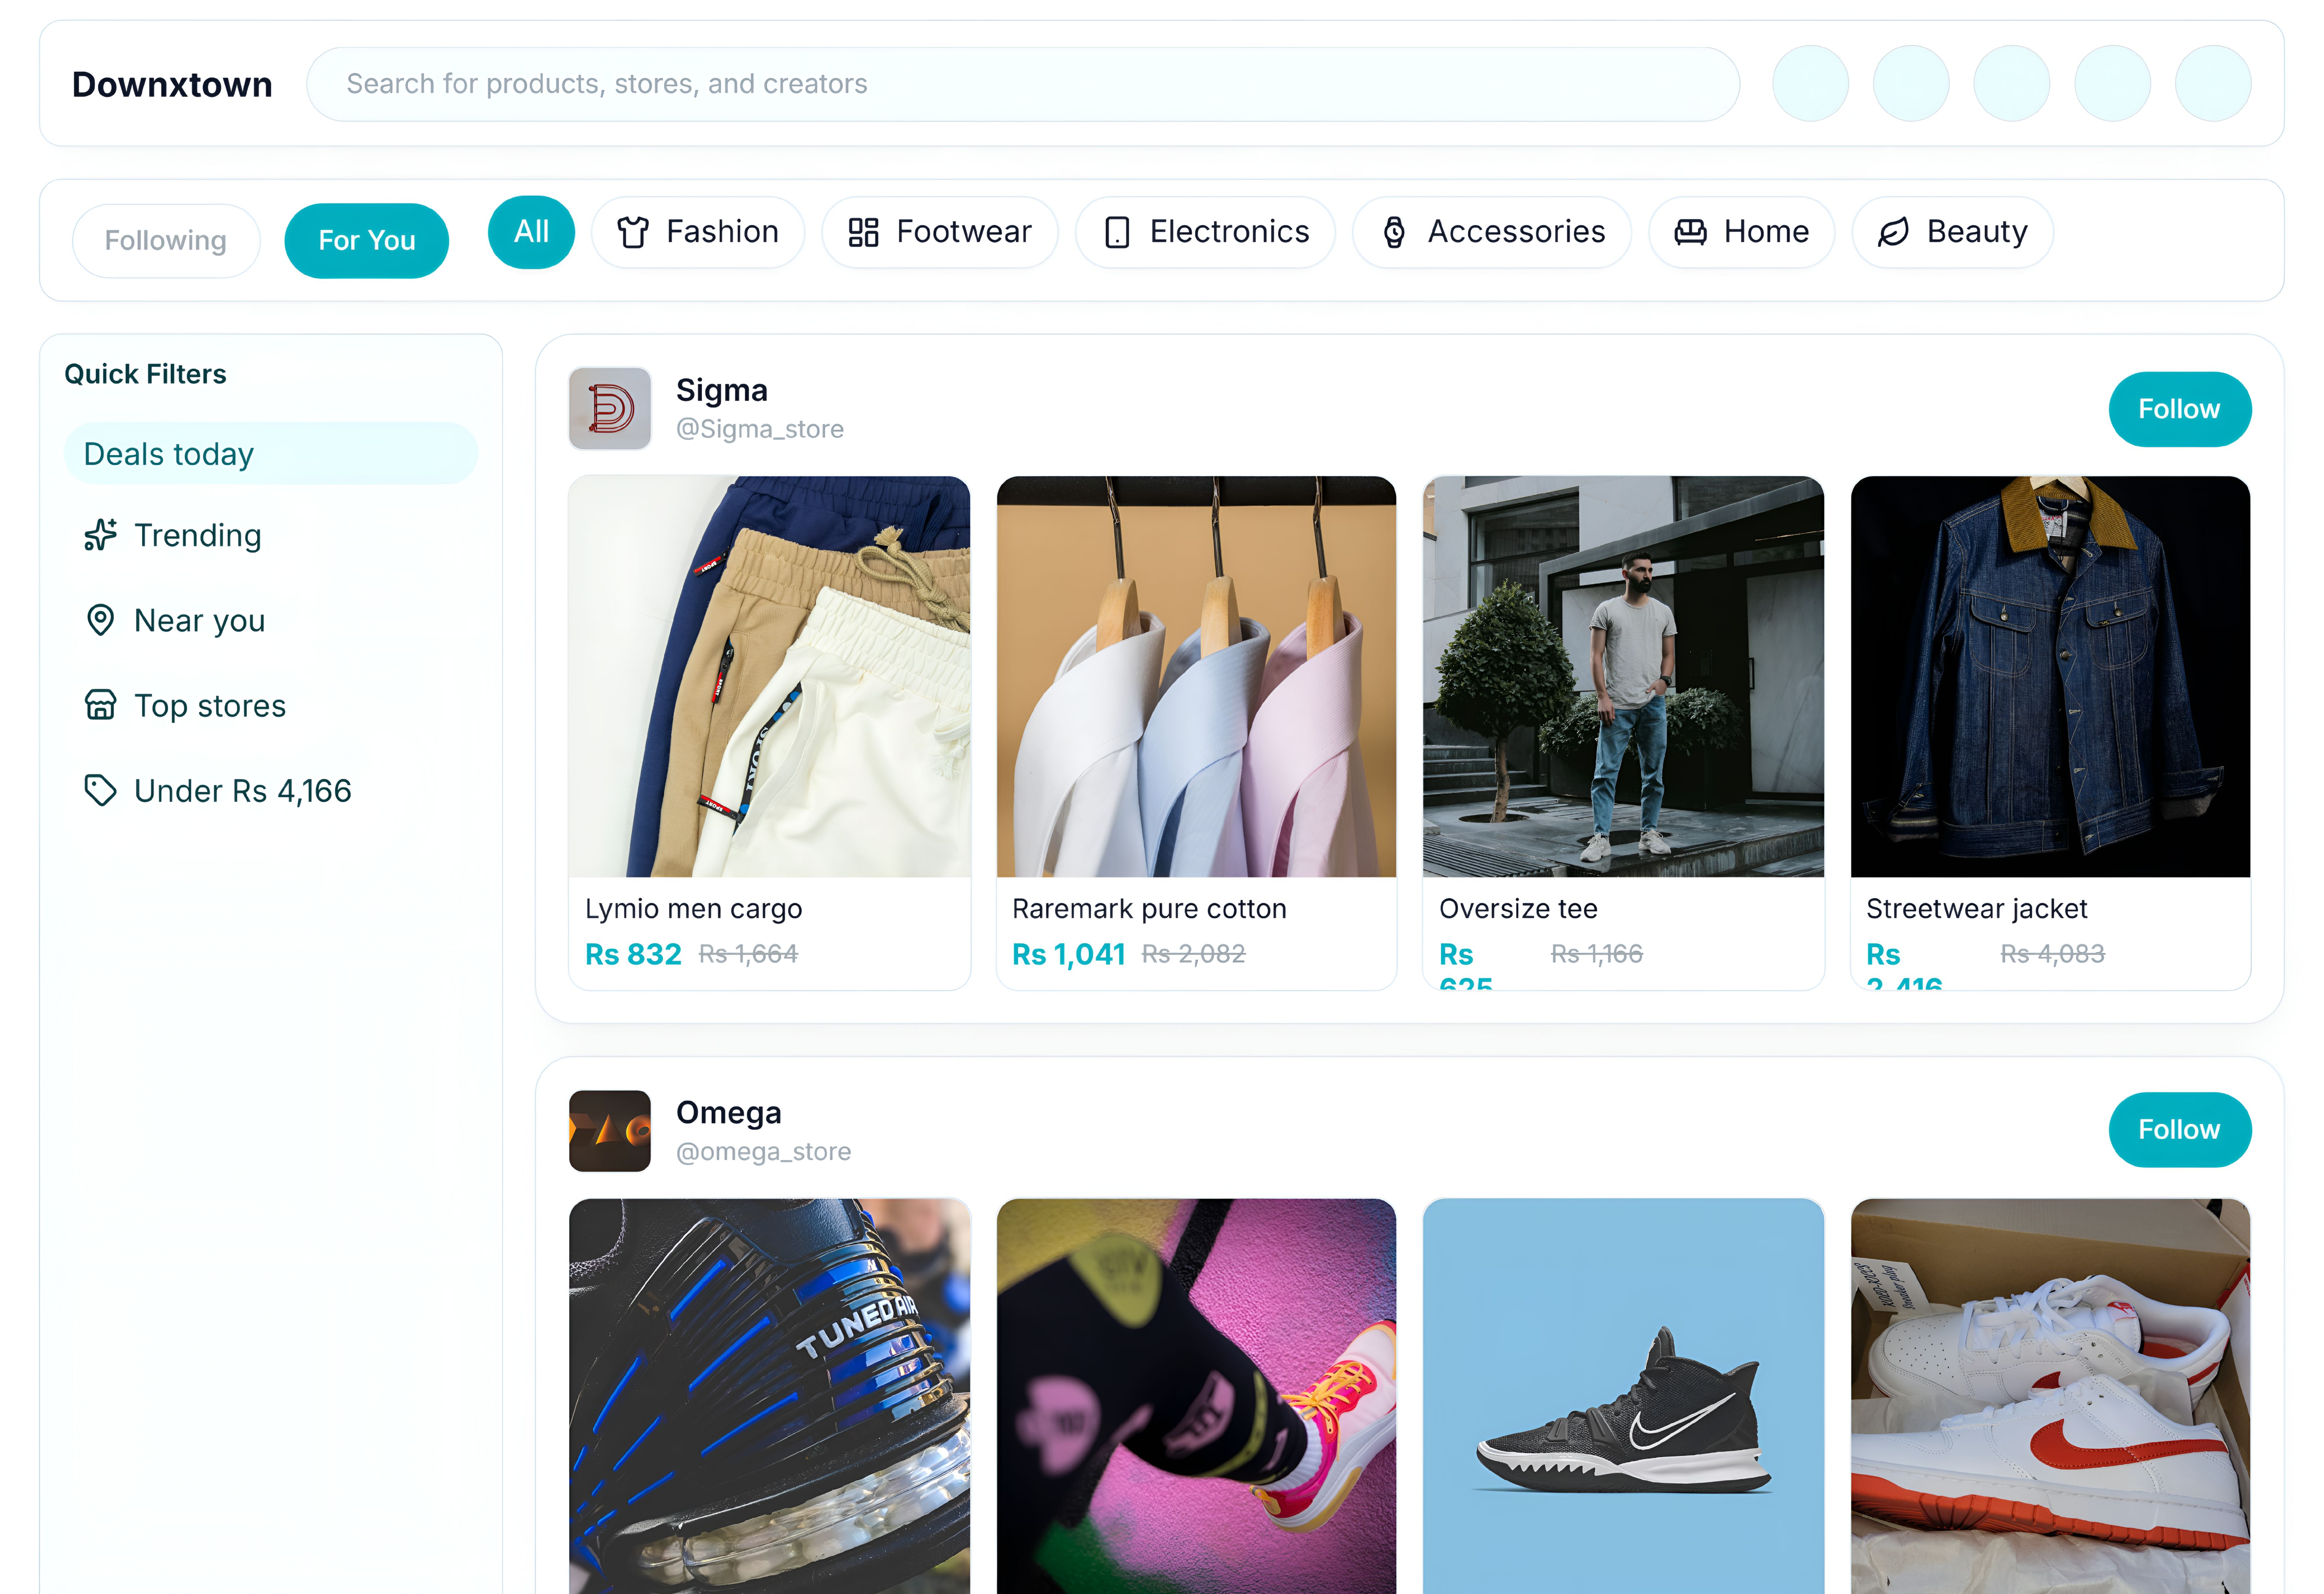 Downxtown
Search for products, stores, and creators
Following
For You
All
Fashion
Footwear
Electronics
Accessories
Home
Beauty
Quick Filters
Deals today
Trending
Near you
Top stores
Under Rs 4,166
Sigma
@Sigma_store
Follow
SPORT
SPORT
SPORT
Lymio men cargo
Rs 832 Rs 1,664
Raremark pure cotton
Rs 1,041 Rs 2,082
Oversize tee
Rs Rs 1,166
625
Streetwear jacket
Rs Rs 4,083
2,416
Omega
@omega_store
Follow
TUNED AIR